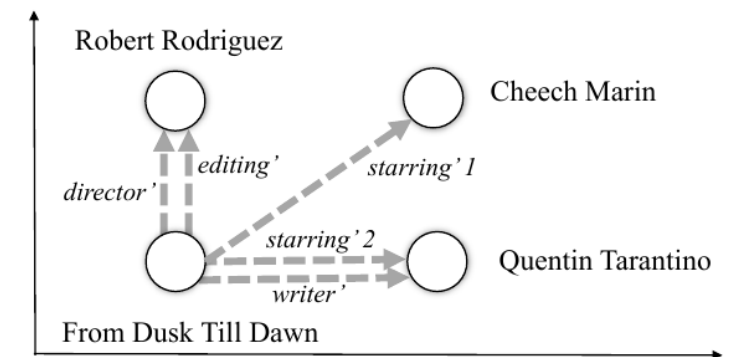 Robert Rodriguez
Cheech Marin
editing’
starring’ 1
director’
starring’ 2
Quentin Tarantino
writer’
From Dusk Till Dawn